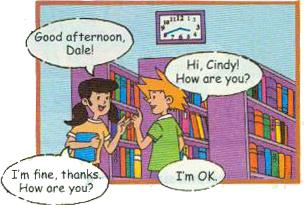 Good afternoon,
Dale!
Hi, Cindy!
How are you?
I'm fine, thanks.
How are you?
I'm OK.